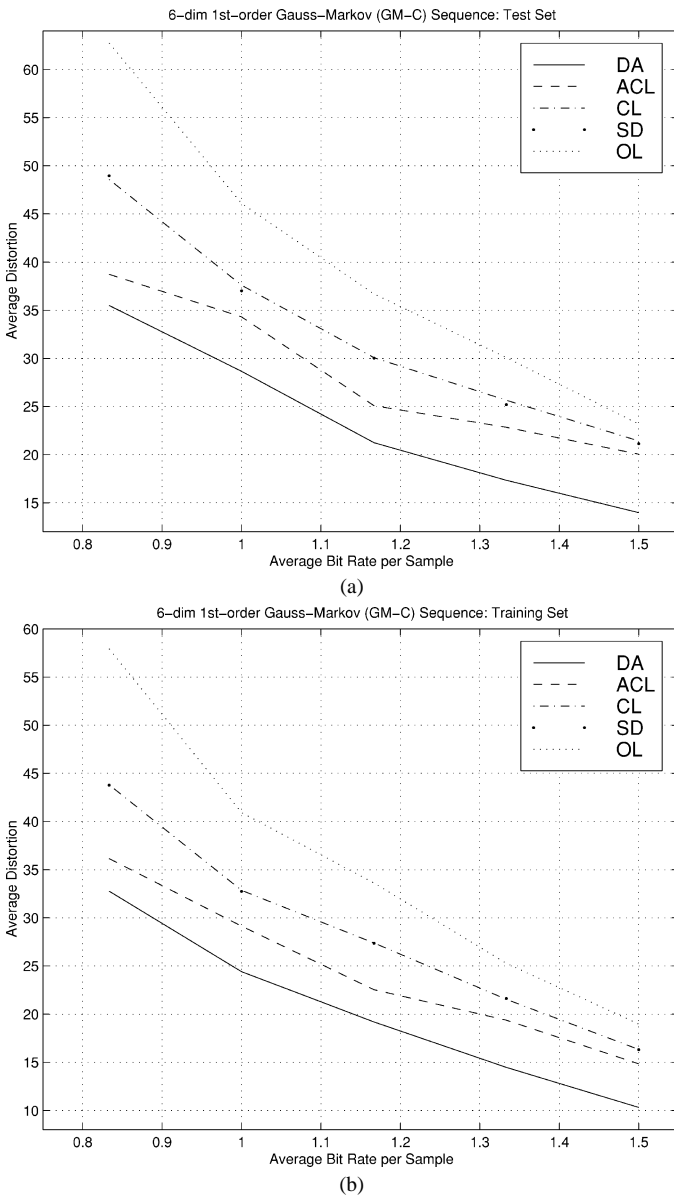 6-dim 1st-order Gauss-Markov (GM-C) Sequence: Test Set
DA
ACL
CL
SD
OL
60
55
50
45
40
35
30
25
20
15
Average Distortion
0.8 0.9 1 1.1 1.2 1.3 1.4 1.5
Average Bit Rate per Sample
(a)
6-dim 1st-order Gauss-Markov (GM-C) Sequence: Training Set
DA
ACL
CL
SD
OL
60
55
50
45
40
35
30
25
20
15
10
Average Distortion
0.8 0.9 1 1.1 1.2 1.3 1.4 1.5
Average Bit Rate per Sample
(b)